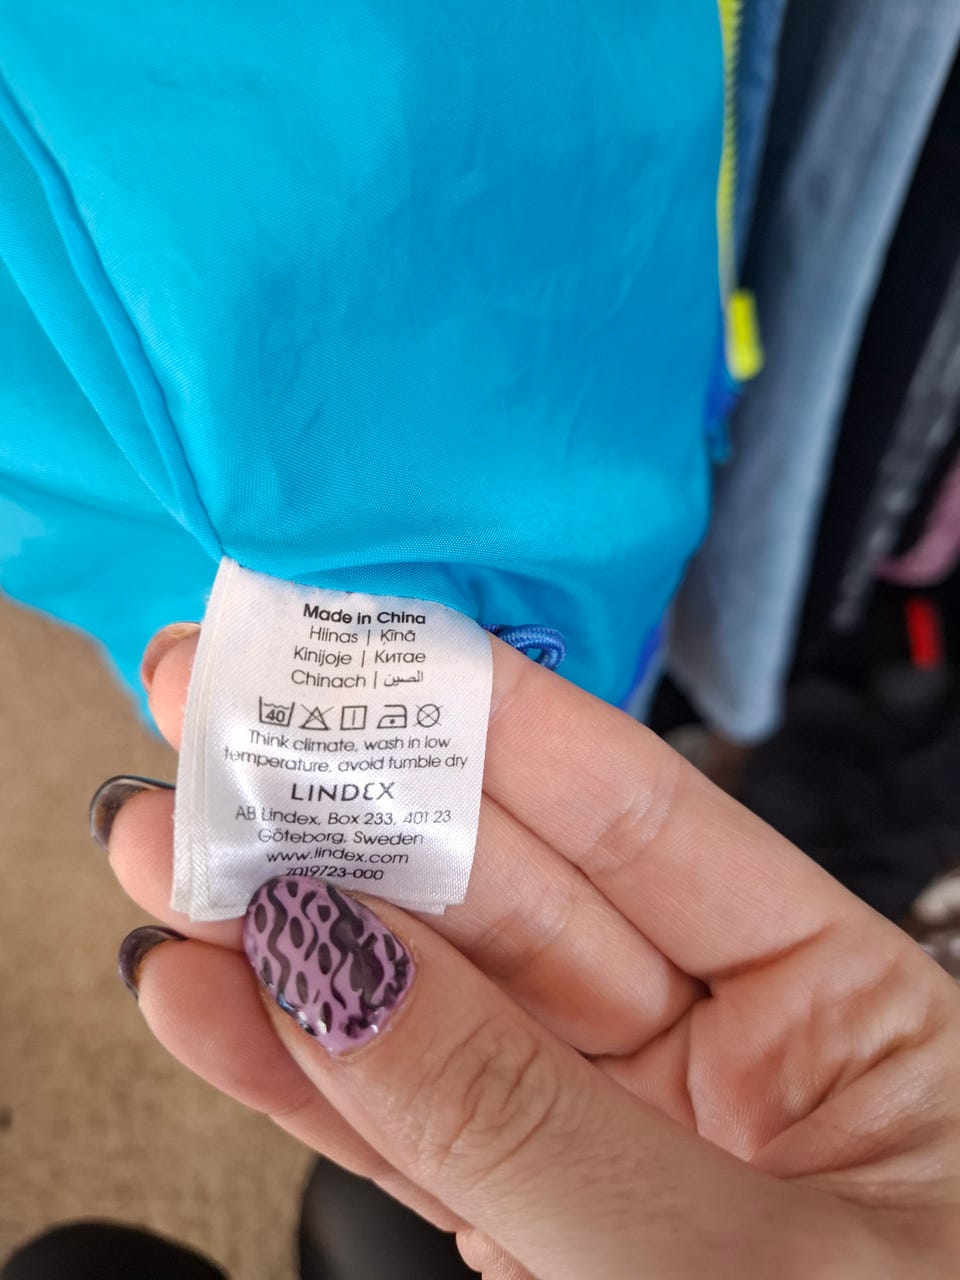 Made in China
Hiinas | Ķīnā
Kinijoje | Китае
Chinach | الصين
40
Think climate, wash in low
temperature, avoid tumble dry
LINDEX
AB Lindex, Box 233, 401 23
Göteborg, Sweden
www.lindex.com
7019723-000